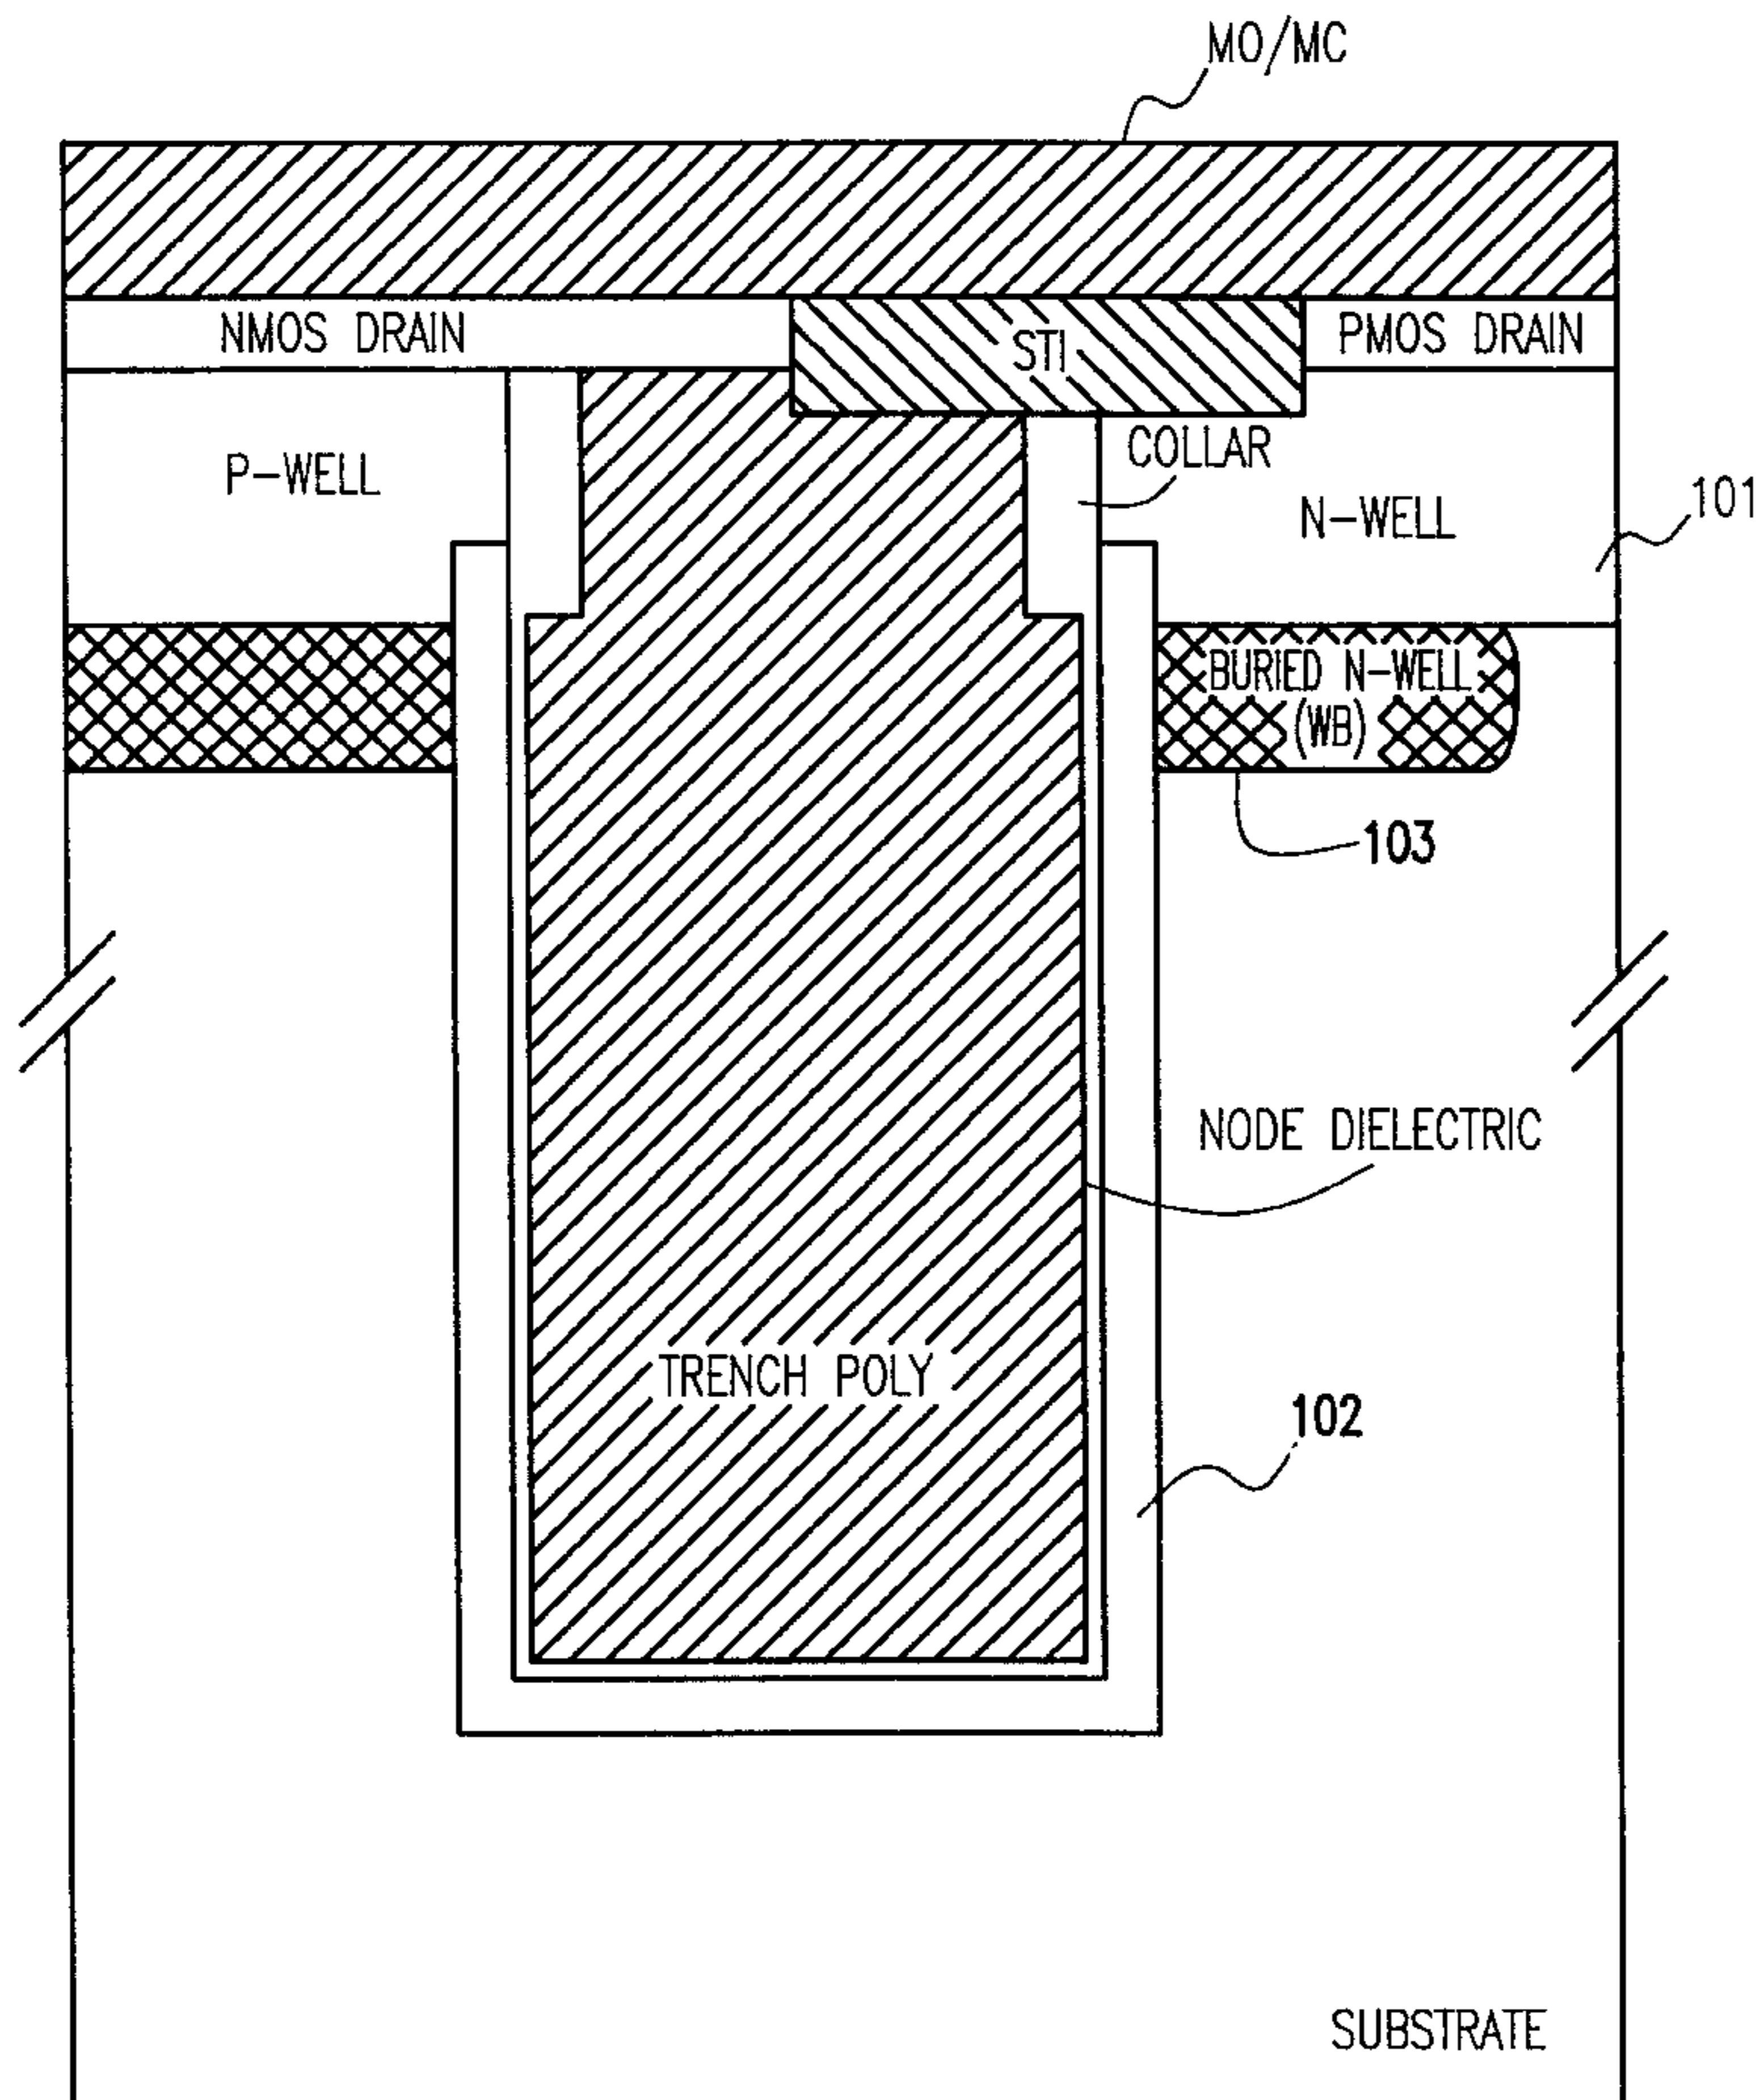 MO/MC
NMOS DRAIN
STI
PMOS DRAIN
P-WELL
COLLAR
N-WELL
101
BURIED N-WELL
(WB)
103
NODE DIELECTRIC
TRENCH POLY
102
SUBSTRATE